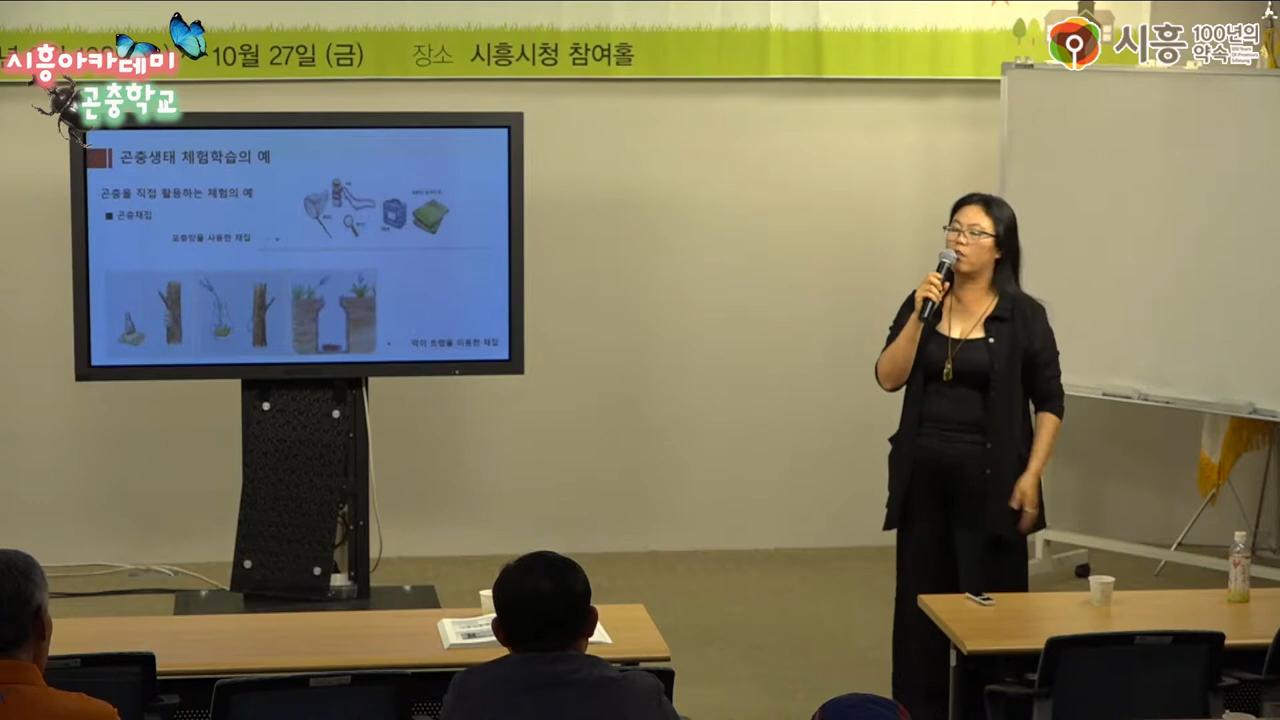 10월 27일 (금) 장소 시흥시청 참여홀
시흥아카데미
곤충학교
시흥 100년의
약속
곤충생태 체험학습의 예
곤충을 직접 활용하는 체험의 예
■ 곤충채집
포충망을 사용한 채집
먹이 트랩을 이용한 채집